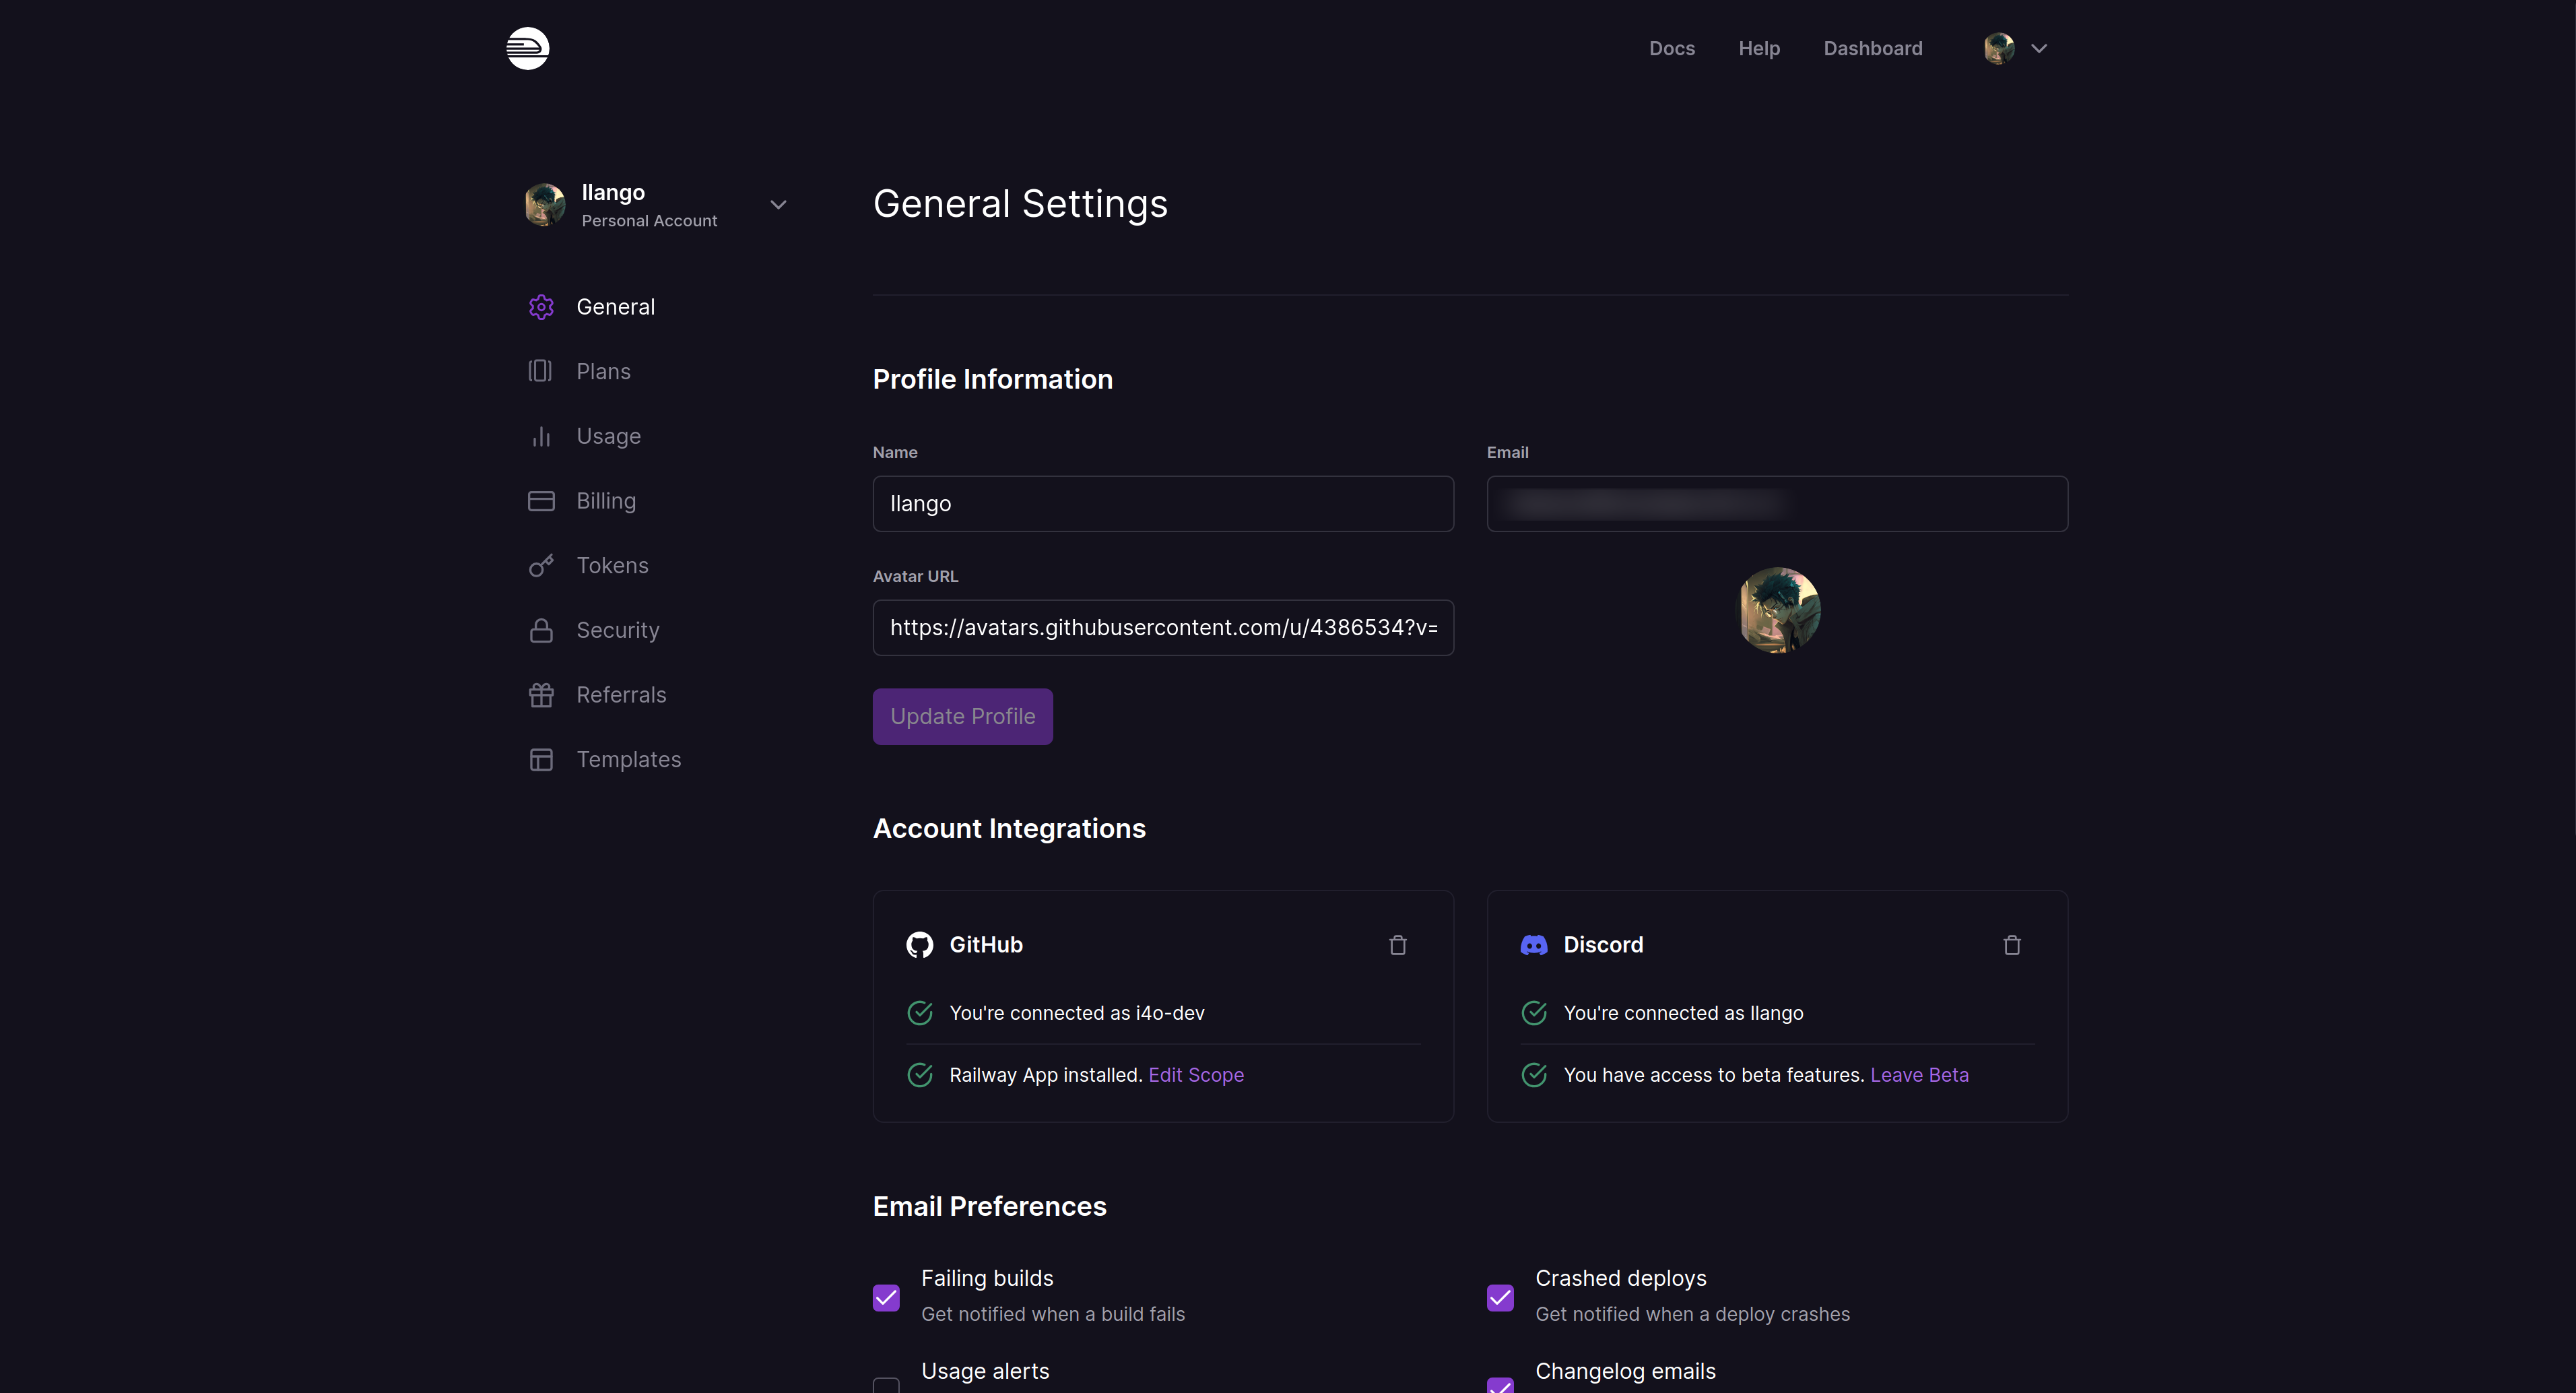 Docs Help Dashboard
Ilango
Personal Account
General
Plans
Usage
Billing
Tokens
Security
Referrals
Templates
General Settings
Profile Information
Name
Ilango
Email
Avatar URL
https://avatars.githubusercontent.com/u/4386534?v=
Update Profile
Account Integrations
GitHub
You're connected as i4o-dev
Railway App installed. Edit Scope
Discord
You're connected as Ilango
You have access to beta features. Leave Beta
Email Preferences
Failing builds
Get notified when a build fails
Crashed deploys
Get notified when a deploy crashes
Usage alerts
Changelog emails